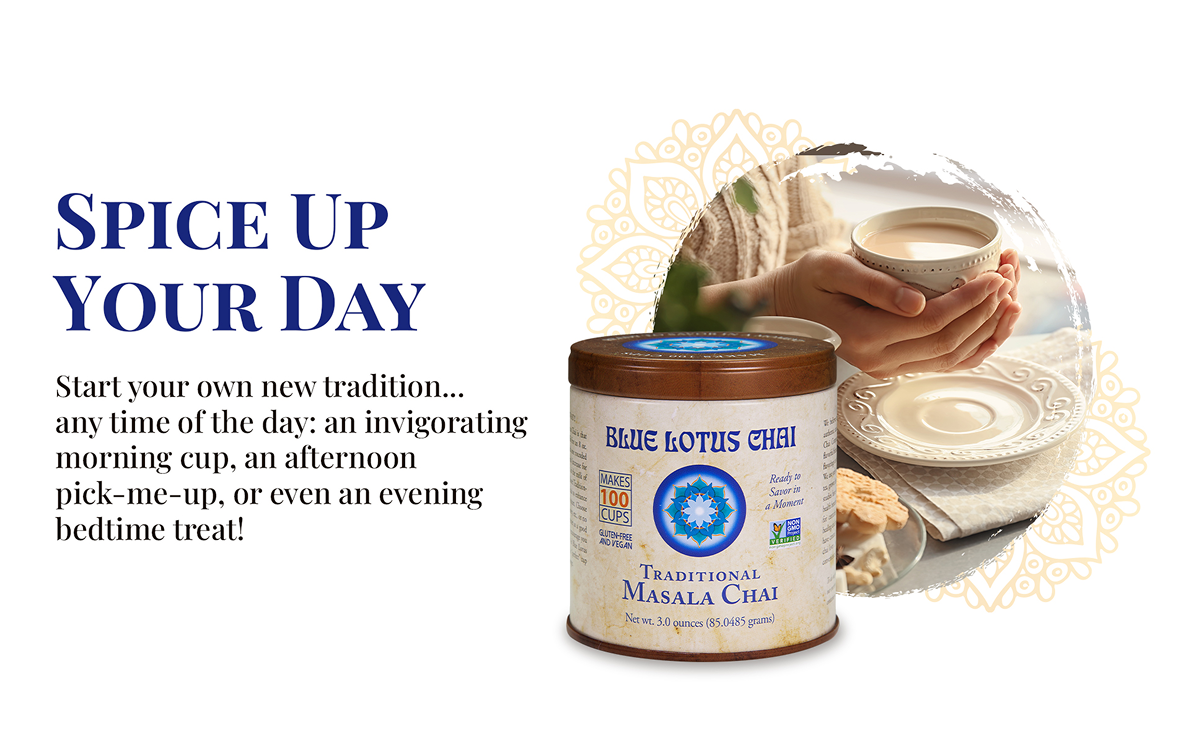 SPICE UP
YOUR DAY
Start your own new tradition...
any time of the day: an invigorating
morning cup, an afternoon
pick-me-up, or even an evening
bedtime treat!
BLUE LOTUS CHAI
MAKES
100
CUPS
GLUTEN-FREE
AND VEGAN
Ready to
Savor in
a Moment
NON
GMO
Project
VERIFIED
TRADITIONAL
MASALA CHAI
Net wt. 3.0 ounces (85.0485 grams)